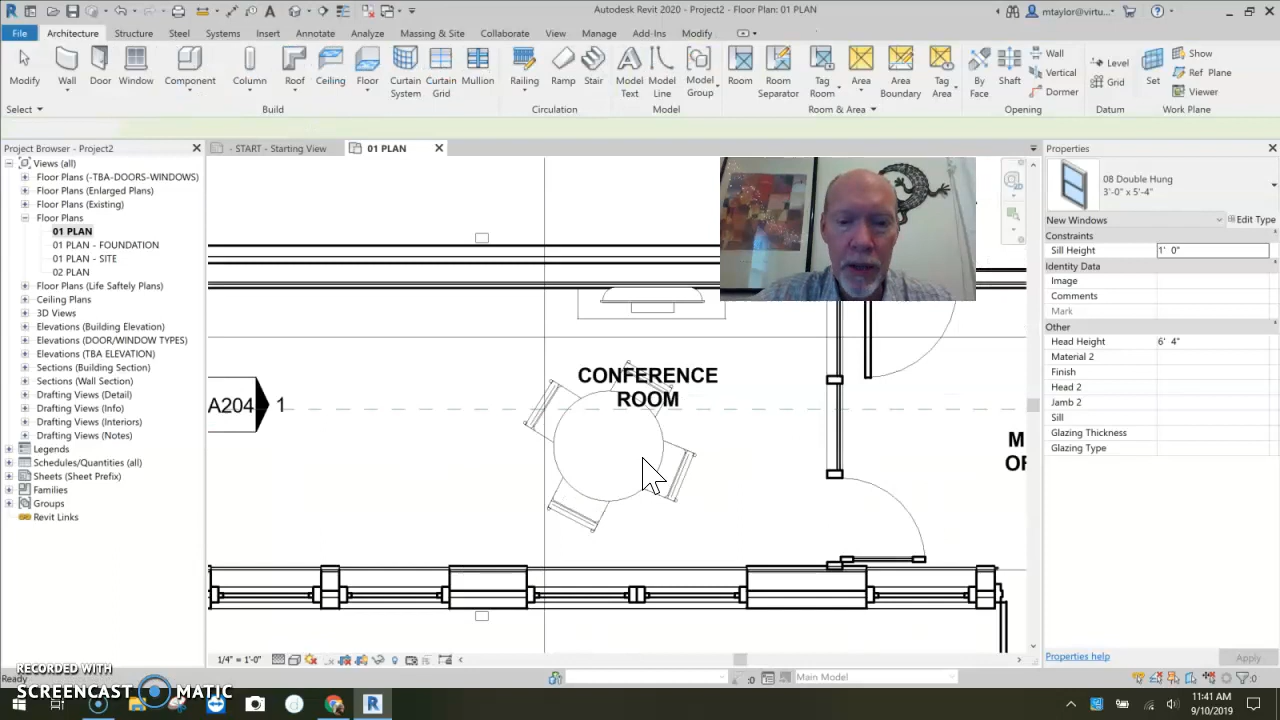 Autodesk Revit 2020 - Project2 - Floor Plan: 01 PLAN
mtaylor@virtu...
File Architecture Structure Steel Systems Insert Annotate Analyze Massing & Site Collaborate View Manage Add-Ins Modify
Modify Wall Door Window Component Column Roof Ceiling Floor Curtain System Curtain Grid Mullion Railing Ramp Stair Model Text Model Line Model Group Room Room Separator Tag Room Area Area Boundary Tag Area By Face Shaft Wall Vertical Dormer Level Grid Set Show Ref Plane Viewer
Select Build Circulation Model Room & Area Opening Datum Work Plane
Project Browser - Project2
- START - Starting View
01 PLAN
Views (all)
Floor Plans (-TBA-DOORS-WINDOWS)
Floor Plans (Enlarged Plans)
Floor Plans (Existing)
Floor Plans
01 PLAN
01 PLAN - FOUNDATION
01 PLAN - SITE
02 PLAN
Floor Plans (Life Saftely Plans)
Ceiling Plans
3D Views
Elevations (Building Elevation)
Elevations (DOOR/WINDOW TYPES)
Elevations (TBA ELEVATION)
Sections (Building Section)
Sections (Wall Section)
Drafting Views (Detail)
Drafting Views (Info)
Drafting Views (Interiors)
Drafting Views (Notes)
Legends
Schedules/Quantities (all)
Sheets (Sheet Prefix)
Families
Groups
Revit Links
CONFERENCE
ROOM
A204 1
M
OF
Properties
08 Double Hung
3'-0" x 5'-4"
New Windows Edit Type
Constraints
Sill Height 1' 0"
Identity Data
Image
Comments
Mark
Other
Head Height 6' 4"
Material 2
Finish
Head 2
Jamb 2
Sill
Glazing Thickness
Glazing Type
Properties help Apply
1/4" = 1'-0"
Ready
:0 Main Model :0
RECORDED WITH
SCREENCAST MATIC
11:41 AM
9/10/2019